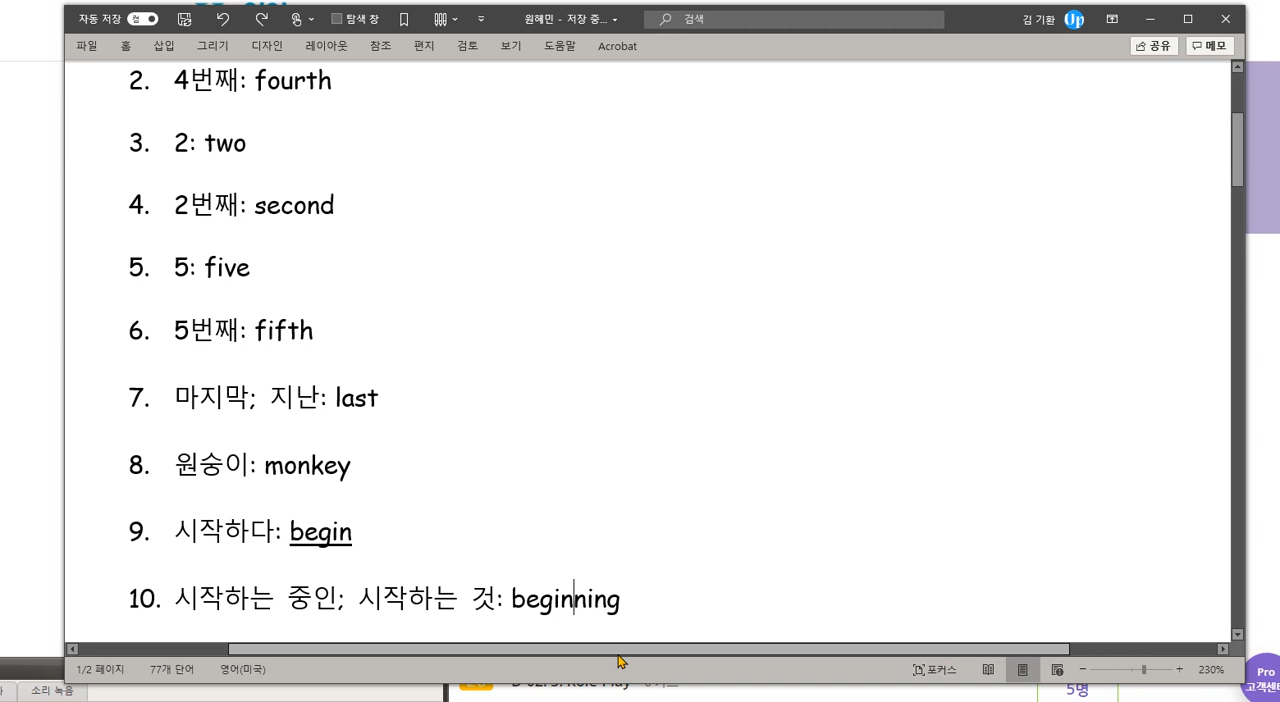 자동 저장 컴 탐색 창 원혜민 - 저장 중... 검색 김 기환 Up
파일 홈 삽입 그리기 디자인 레이아웃 참조 편지 검토 보기 도움말 Acrobat 공유 메모
2. 4번째: fourth
3. 2: two
4. 2번째: second
5. 5: five
6. 5번째: fifth
7. 마지막; 지난: last
8. 원숭이: monkey
9. 시작하다: begin
10. 시작하는 중인; 시작하는 것: beginning
1/2 페이지 77개 단어 영어(미국) 포커스 230%
소리 녹음 5명
Pro
고객센터